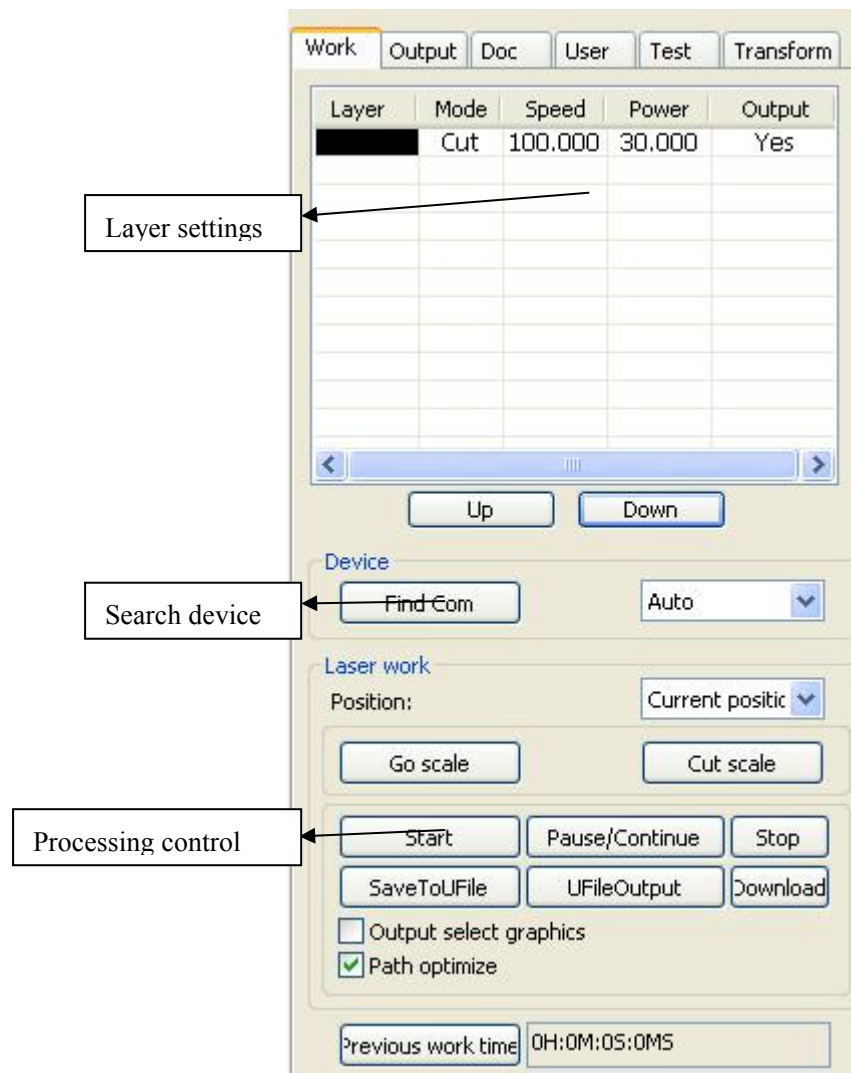 Work Output Doc User Test Transform
Layer Mode Speed Power Output
Cut 100.000 30.000 Yes
Layer settings
Up Down
Device
Search device
Find Com Auto
Laser work
Position: Current positic
Go scale Cut scale
Processing control
Start Pause/Continue Stop
SaveToUFile UFileOutput Download
Output select graphics
Path optimize
Previous work time 0H:0M:0S:0MS